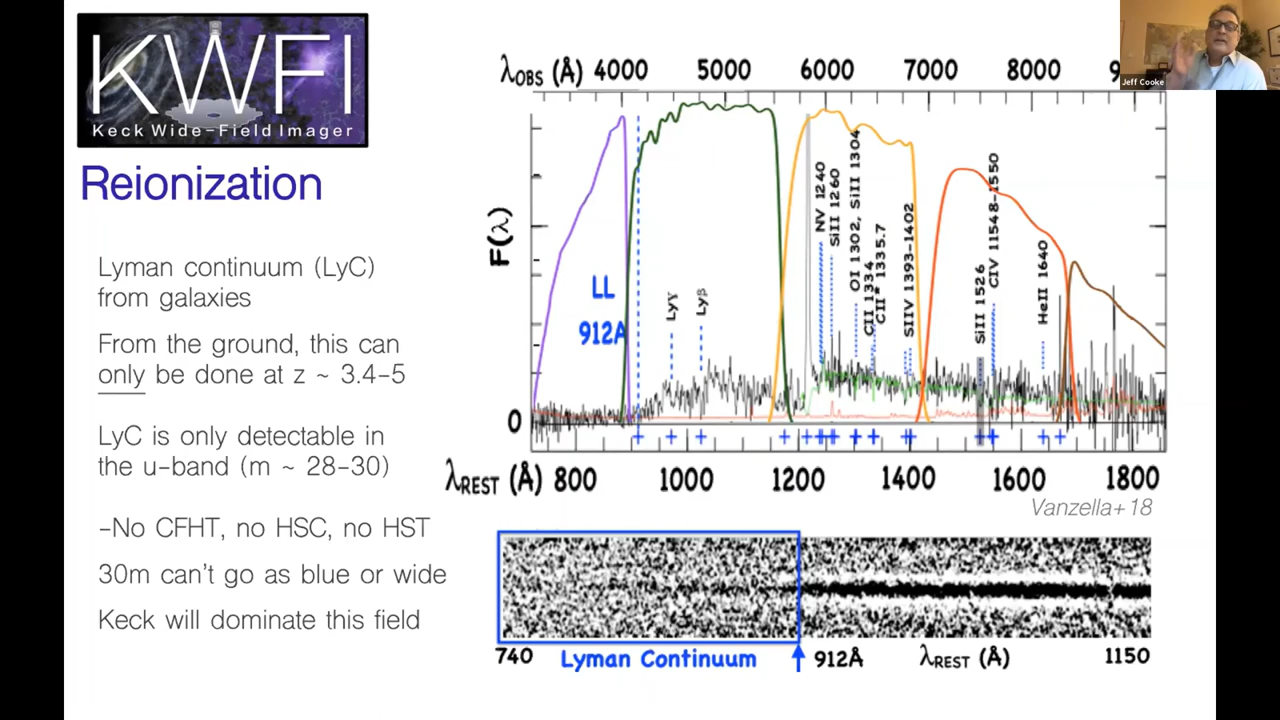 KWFI
Keck Wide-Field Imager
Jeff Cooke
Reionization
Lyman continuum (LyC)
from galaxies
From the ground, this can
only be done at z ~ 3.4-5
LyC is only detectable in
the u-band (m ~ 28-30)
-No CFHT, no HSC, no HST
30m can't go as blue or wide
Keck will dominate this field
λOBS (Å) 4000 5000 6000 7000 8000 9
F(λ)
0
LL
912A
Lyγ
Lyβ
NV 1240
SiII 1260
OI 1302, SiII 1304
CII 1334
CII* 1335.7
SiIV 1393-1402
SiII 1526
CIV 11548-1550
HeII 1640
λREST (Å) 800 1000 1200 1400 1600 1800
Vanzella+18
740 Lyman Continuum 912Å λREST (Å) 1150